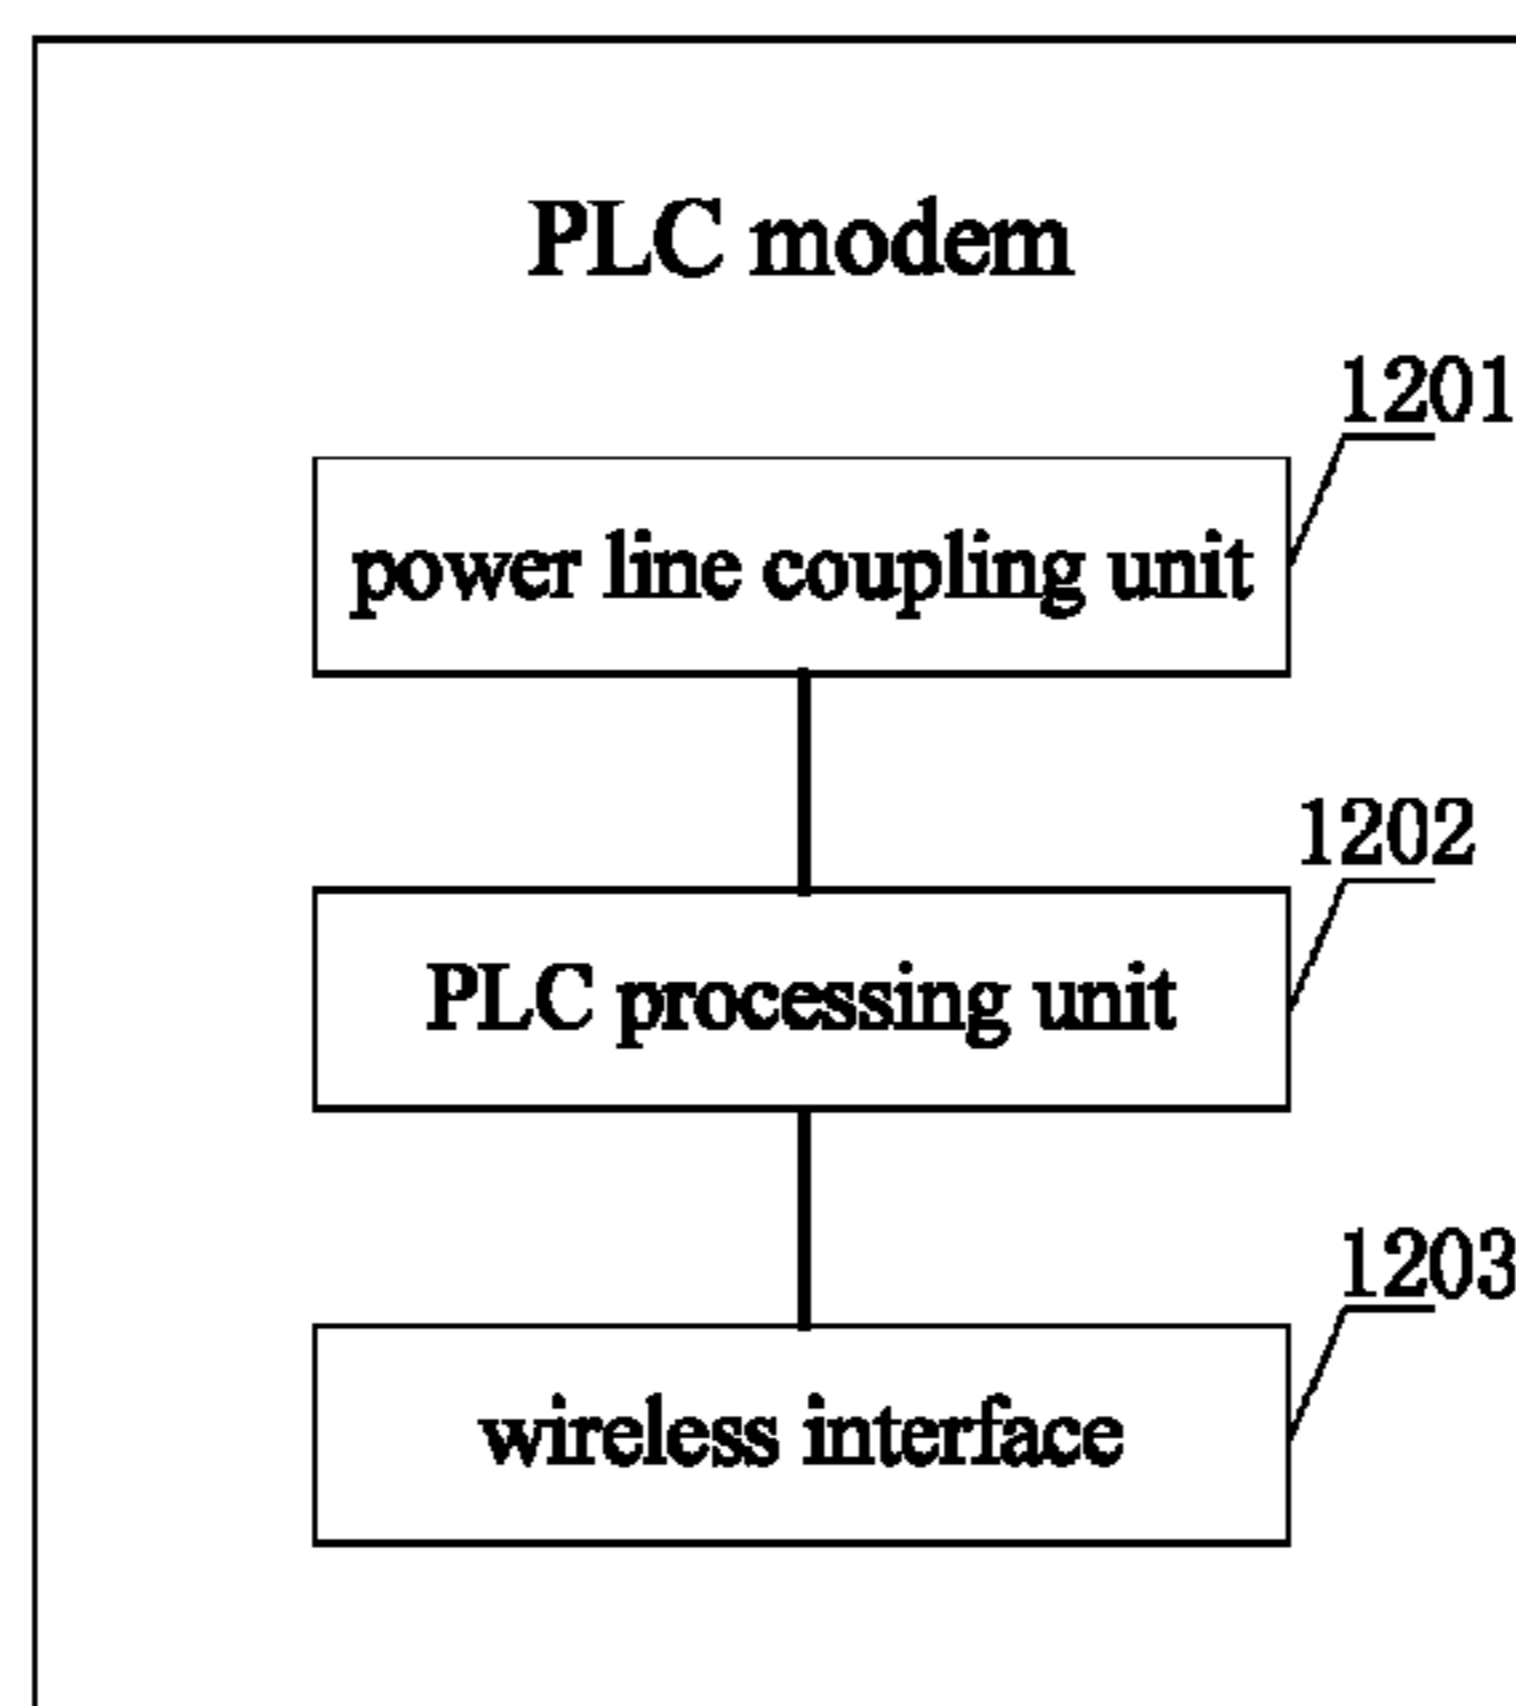 PLC modem
1201
power line coupling unit
1202
PLC processing unit
1203
wireless interface